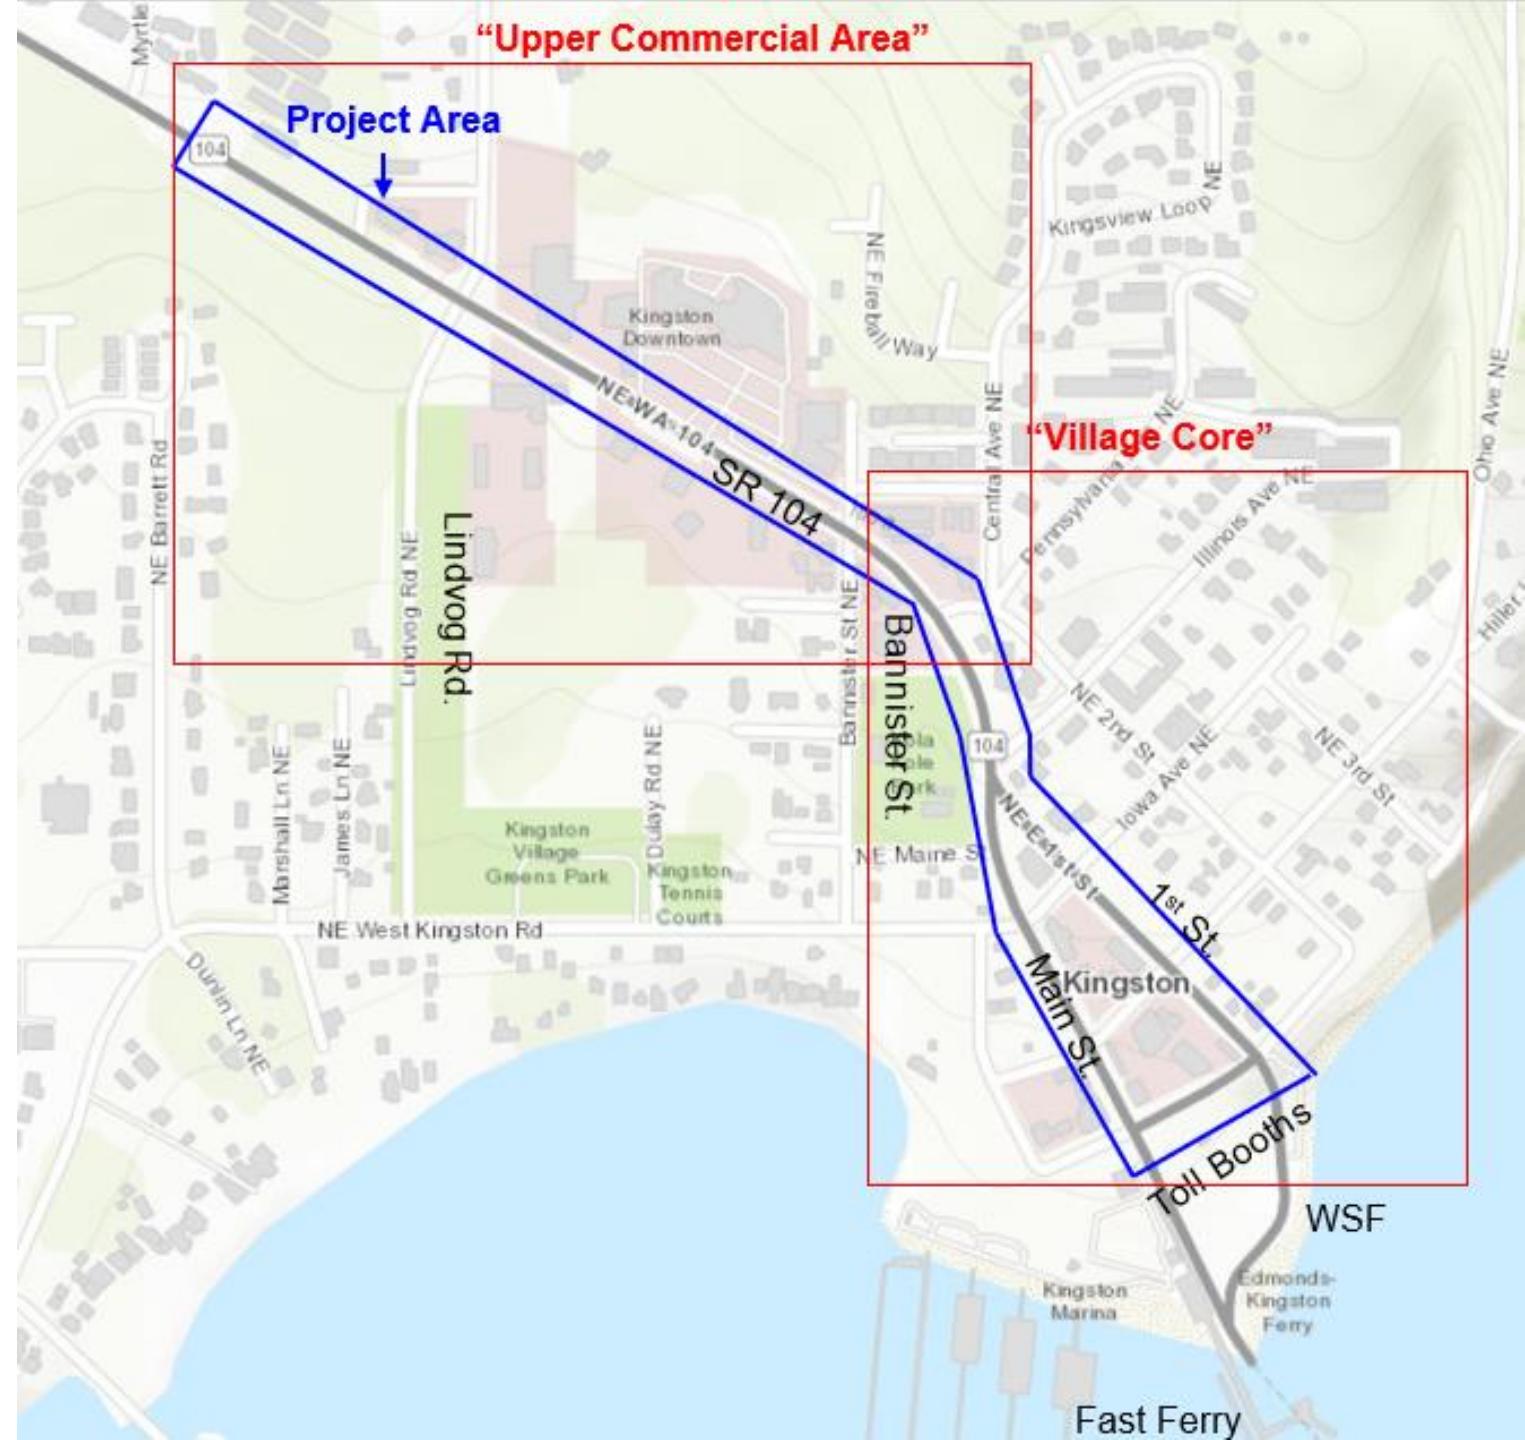 "Upper Commercial Area"
Myrtle
Project Area
104
Kingsview Loop NE
NE Fireball Way
Kingston
Downtown
NE WA-104
SR 104
Central Ave NE
"Village Core"
Ohio Ave NE
Pennsylvania
NE
Illinois Ave NE
NE Barrett Rd
Lindvog Rd NE
Lindvog Rd.
Bannister St NE
Bannister St.
Hiller
NE 2nd St
Iowa Ave NE
NE 3rd St
104
Marshall Ln NE
James Ln NE
Dulay Rd NE
Kingston
Village
Greens Park
Kingston
Tennis
Courts
NE Maine S
NE E 1st St
1st St.
NE West Kingston Rd
Dunlin Ln NE
Main St.
Kingston
Toll Booths
WSF
Edmonds-
Kingston
Ferry
Kingston
Marina
Fast Ferry